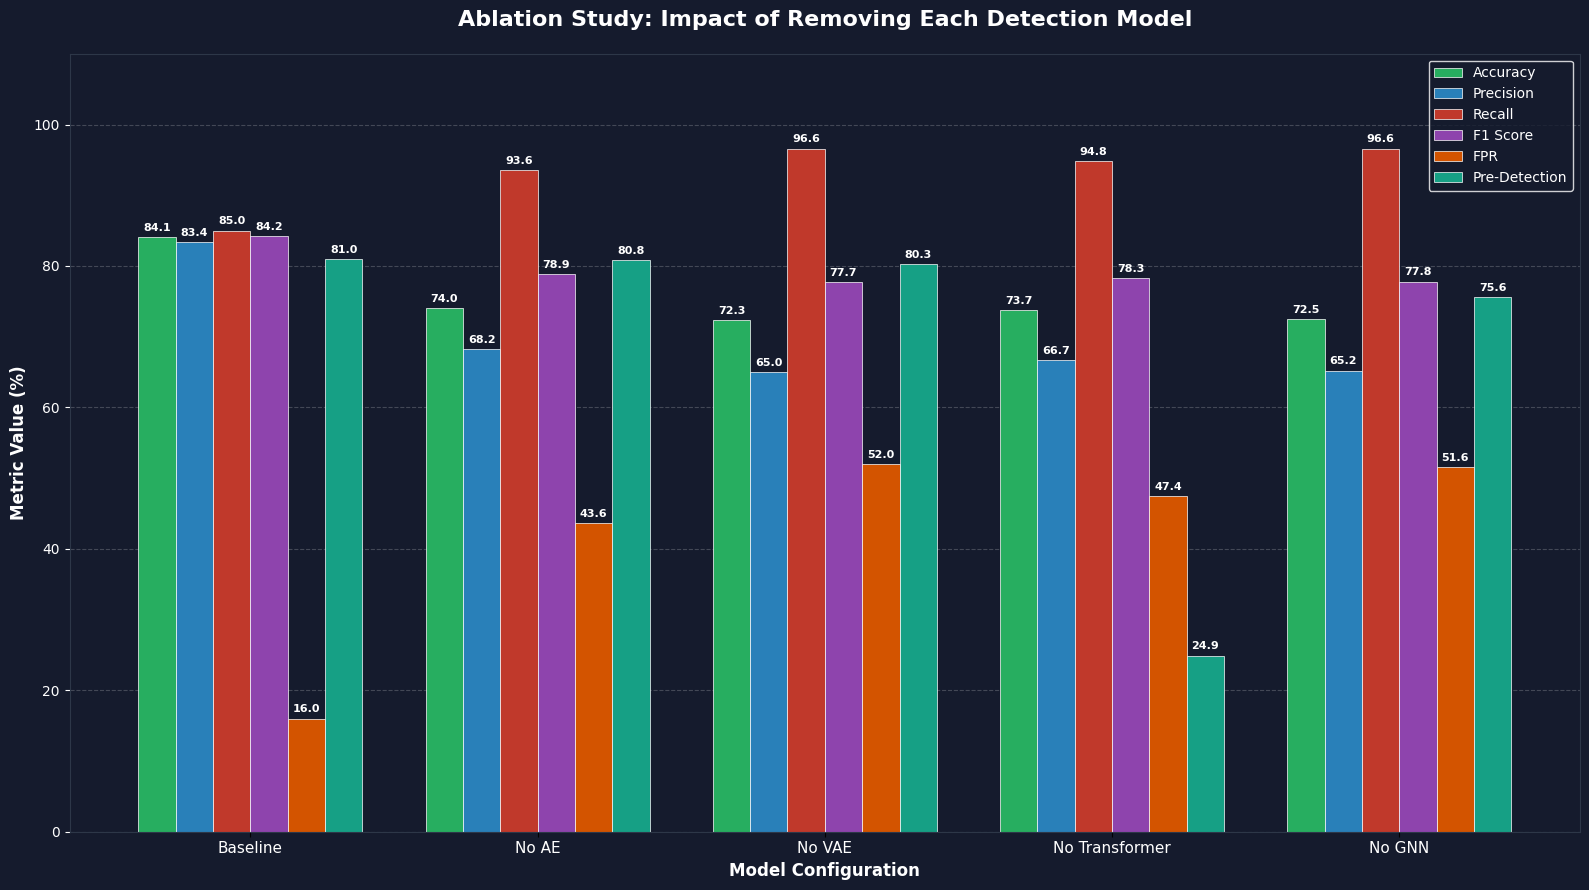 Ablation Study: Impact of Removing Each Detection Model
Accuracy
Precision
Recall
F1 Score
FPR
Pre-Detection
Metric Value (%)
100
80
60
40
20
0
84.1 83.4 85.0 84.2 16.0 81.0
74.0 68.2 93.6 78.9 43.6 80.8
72.3 65.0 96.6 77.7 52.0 80.3
73.7 66.7 94.8 78.3 47.4 24.9
72.5 65.2 96.6 77.8 51.6 75.6
Baseline No AE No VAE No Transformer No GNN
Model Configuration